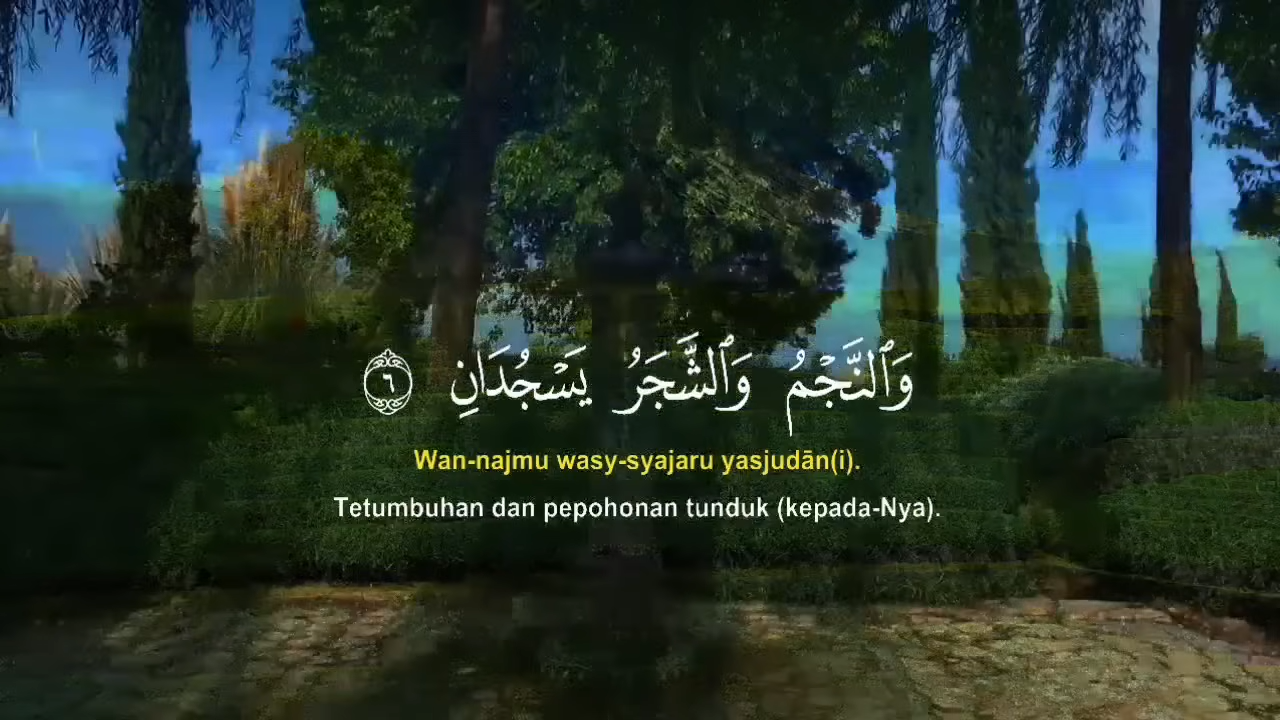 وَٱلنَّجْمُ وَٱلشَّجَرُ يَسْجُدَانِ ٦
Wan-najmu wasy-syajaru yasjudān(i).
Tetumbuhan dan pepohonan tunduk (kepada-Nya).